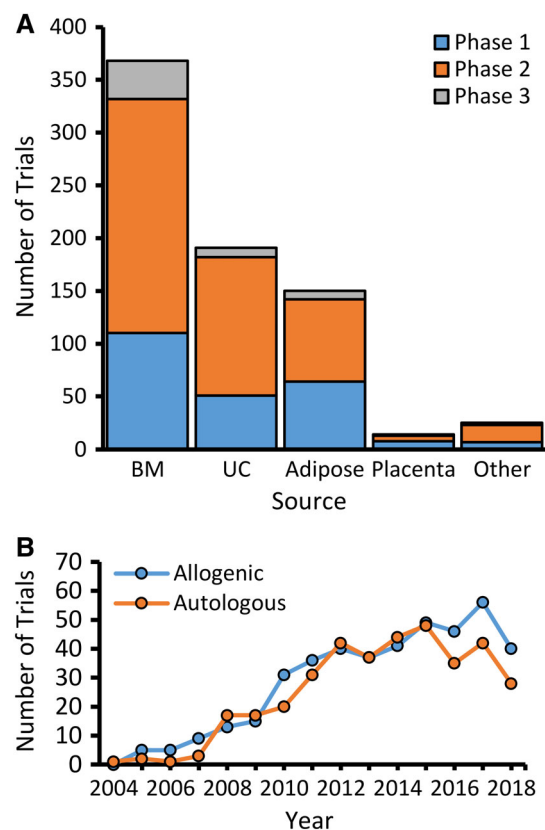 A
400
350
300
250
200
150
100
50
0
Number of Trials
Phase 1
Phase 2
Phase 3
BM UC Adipose Placenta Other
Source
B
70
60
50
40
30
20
10
0
Number of Trials
Allogenic
Autologous
2004 2006 2008 2010 2012 2014 2016 2018
Year